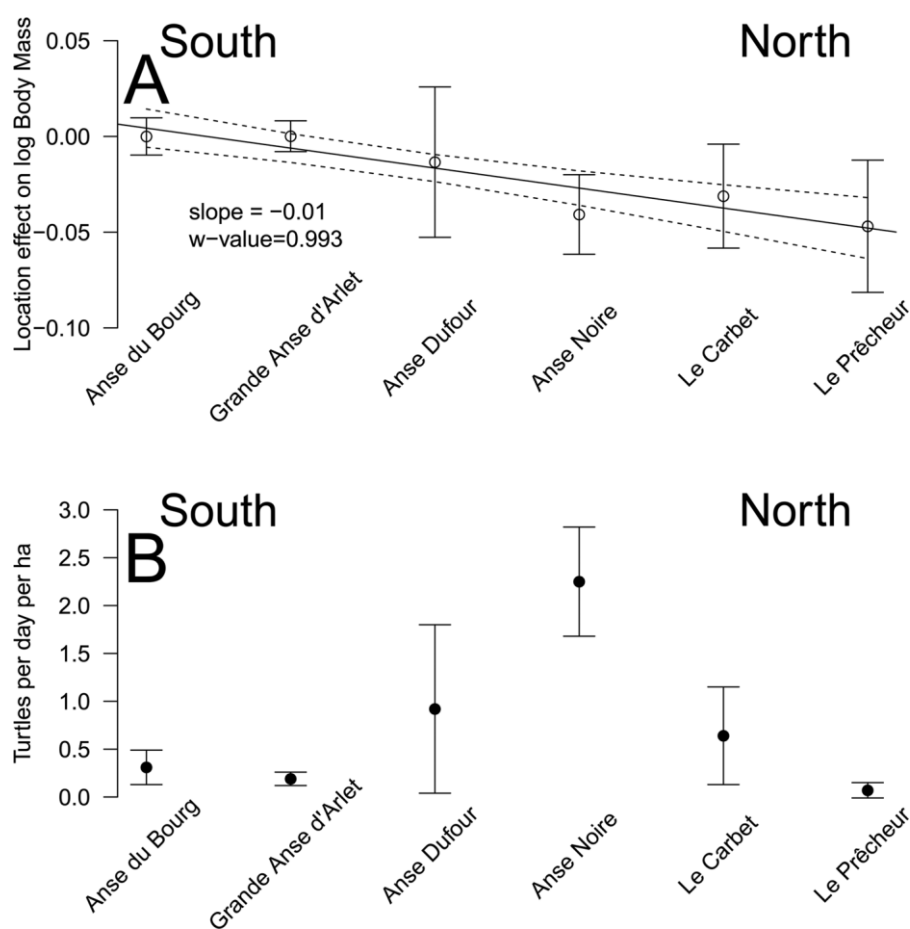 South
North
A
Location effect on log Body Mass
0.05
0.00
−0.05
−0.10
slope = −0.01
w−value=0.993
Anse du Bourg
Grande Anse d'Arlet
Anse Dufour
Anse Noire
Le Carbet
Le Prêcheur
South
North
B
Turtles per day per ha
3.0
2.5
2.0
1.5
1.0
0.5
0.0
Anse du Bourg
Grande Anse d'Arlet
Anse Dufour
Anse Noire
Le Carbet
Le Prêcheur